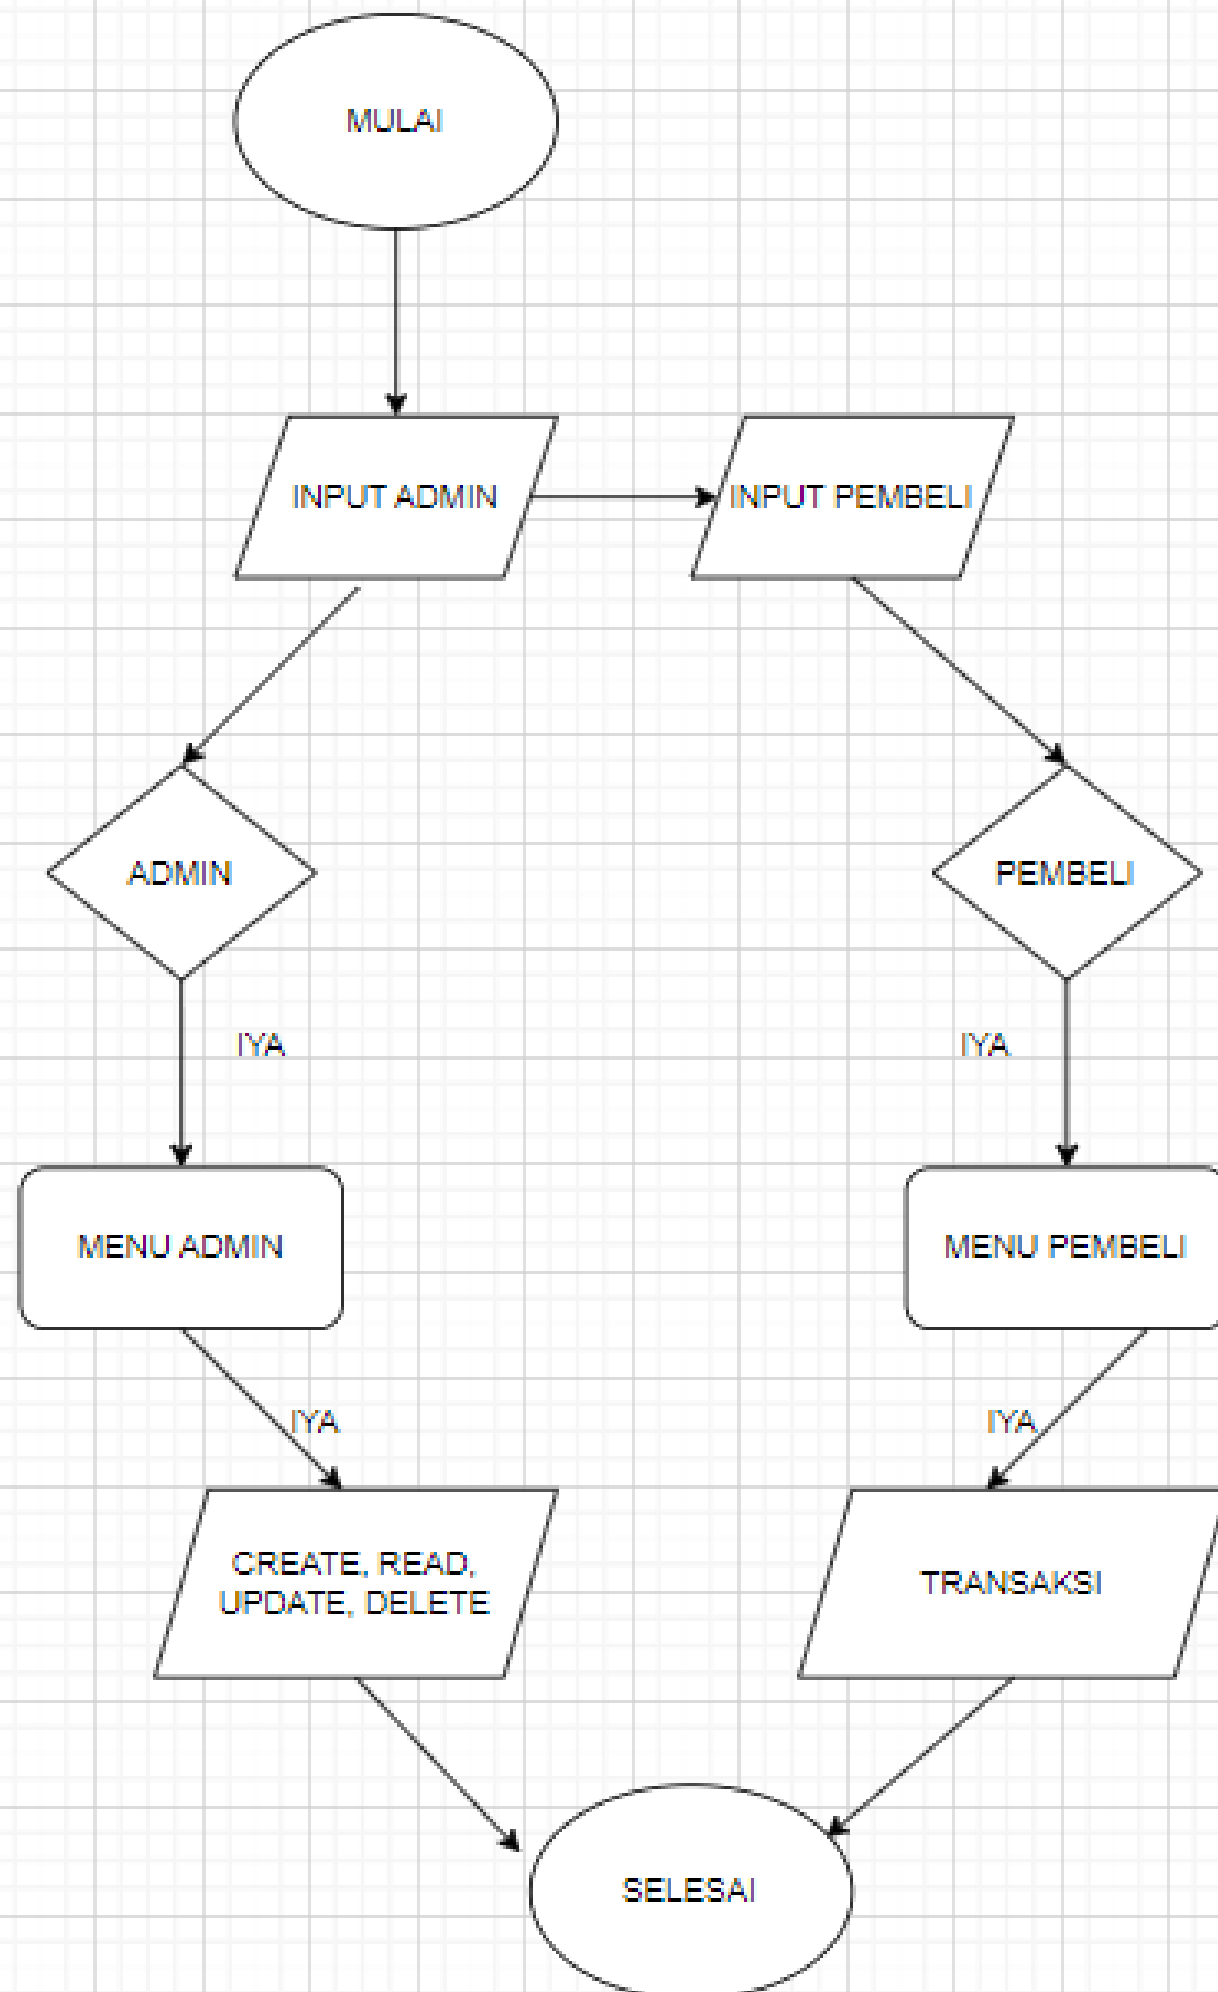 MULAI
INPUT ADMIN
INPUT PEMBELI
ADMIN
PEMBELI
IYA
IYA
MENU ADMIN
MENU PEMBELI
IYA
IYA
CREATE, READ,
UPDATE, DELETE
TRANSAKSI
SELESAI